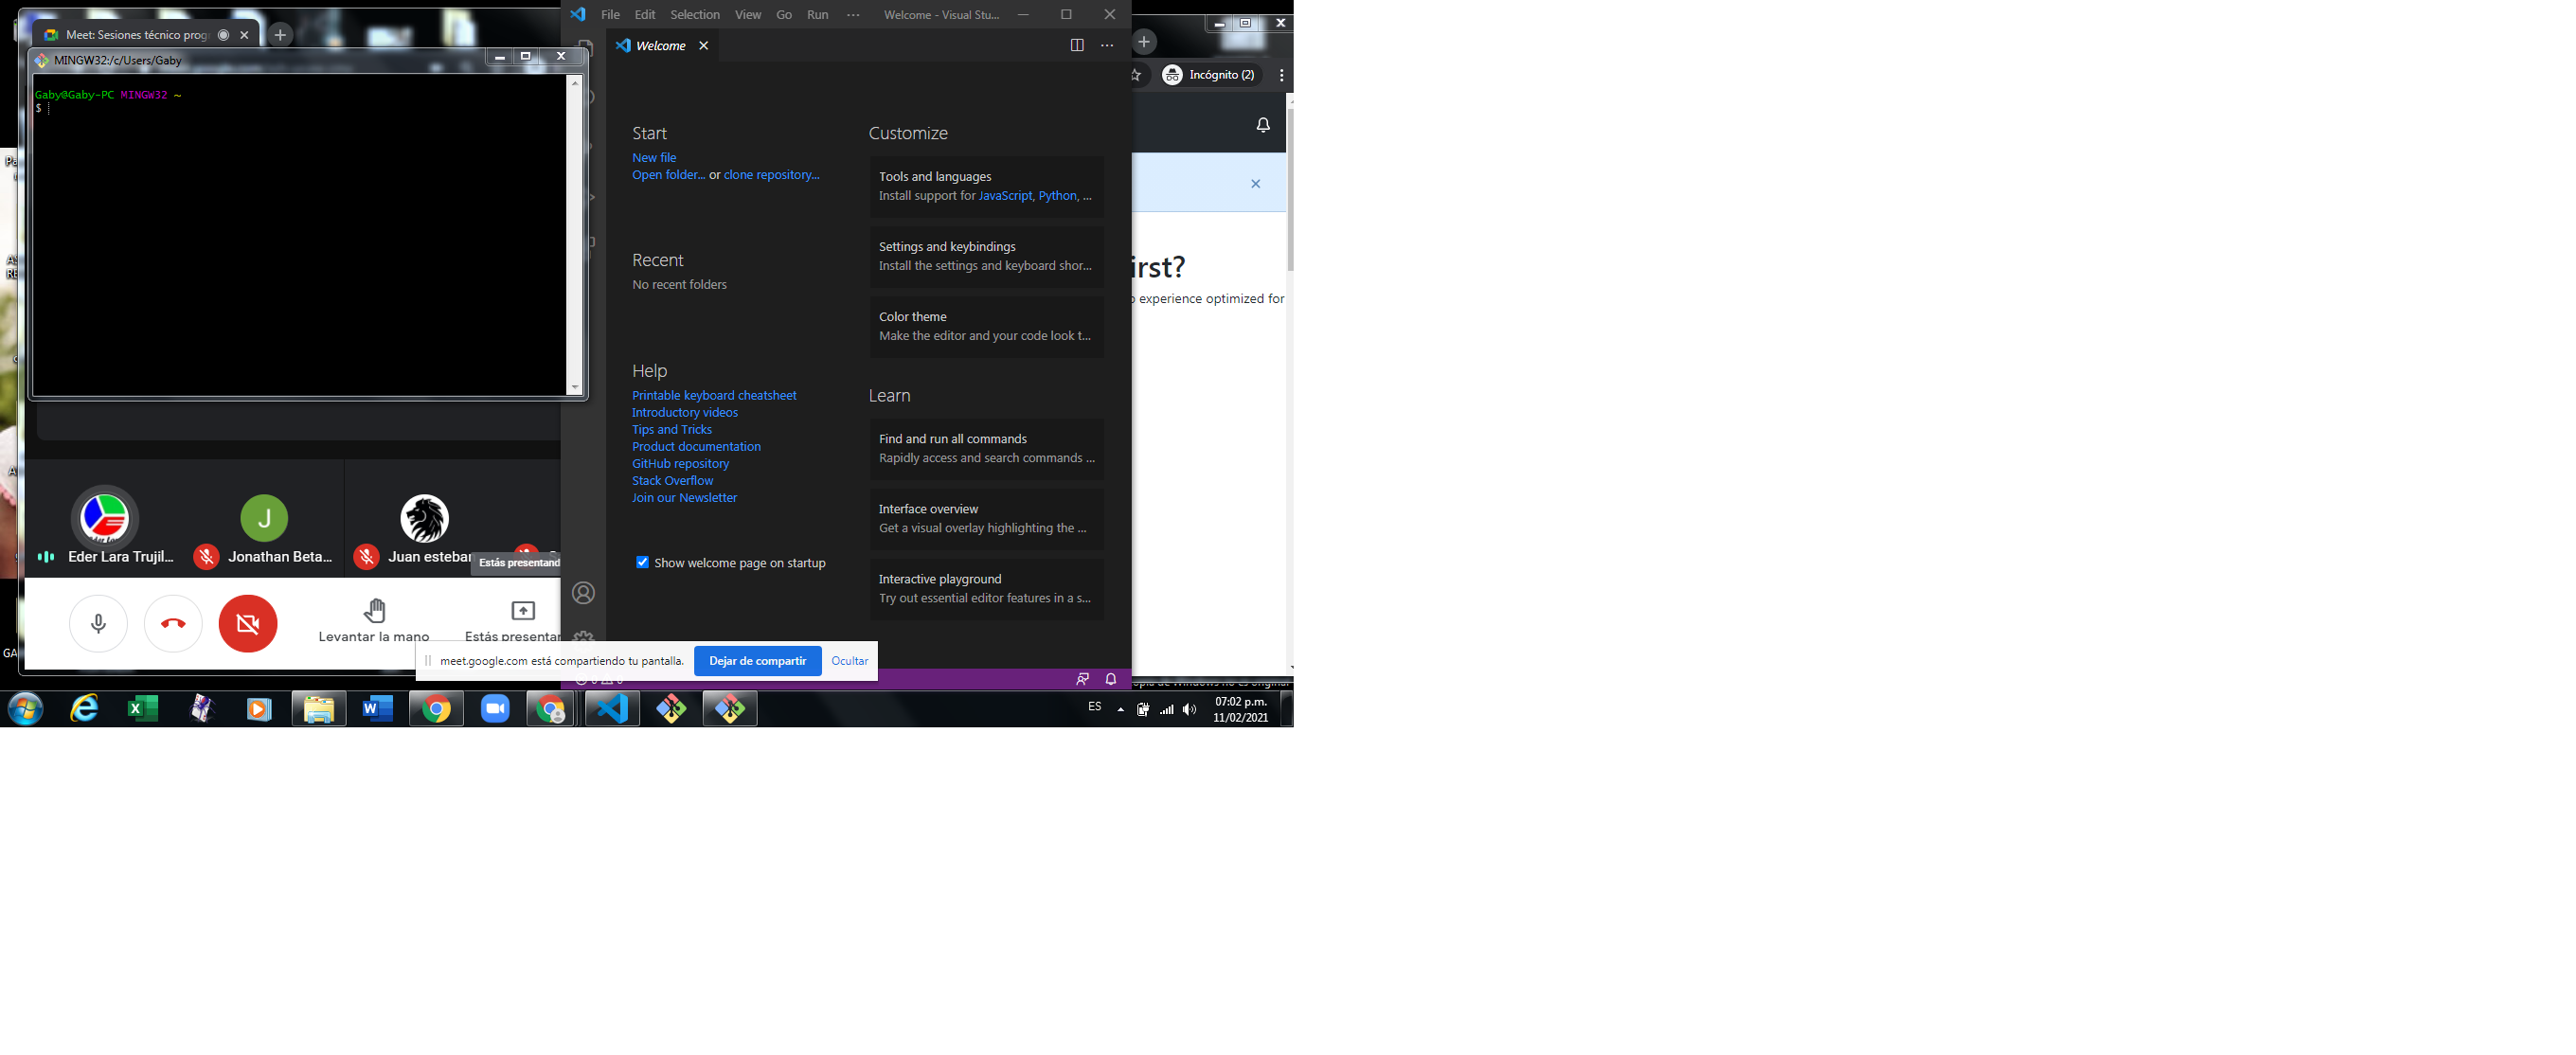 Meet: Sesiones técnico prog
MINGW32:/c/Users/Gaby
Gaby@Gaby-PC MINGW32 ~
$
File Edit Selection View Go Run ··· Welcome - Visual Stu...
Welcome
Start
New file
Open folder... or clone repository...
Recent
No recent folders
Help
Printable keyboard cheatsheet
Introductory videos
Tips and Tricks
Product documentation
GitHub repository
Stack Overflow
Join our Newsletter
Show welcome page on startup
Customize
Tools and languages
Install support for JavaScript, Python, ...
Settings and keybindings
Install the settings and keyboard shor...
Color theme
Make the editor and your code look t...
Learn
Find and run all commands
Rapidly access and search commands ...
Interface overview
Get a visual overlay highlighting the ...
Interactive playground
Try out essential editor features in a s...
Incógnito (2)
irst?
experience optimized for
Eder Lara Trujil...
J
Jonathan Beta...
Juan esteban
Estás presentand
Levantar la mano
Estás presentan
meet.google.com está compartiendo tu pantalla.
Dejar de compartir
Ocultar
opia de Windows no es original
ES
07:02 p.m.
11/02/2021